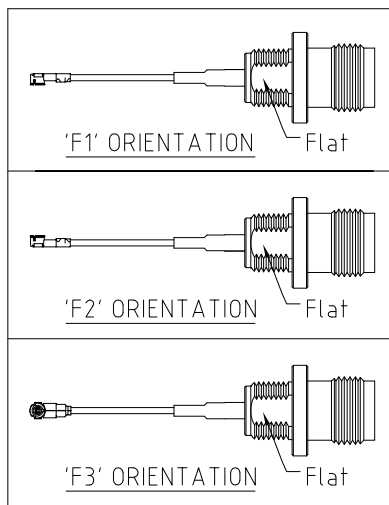 'F1' ORIENTATION Flat
'F2' ORIENTATION Flat
'F3' ORIENTATION Flat